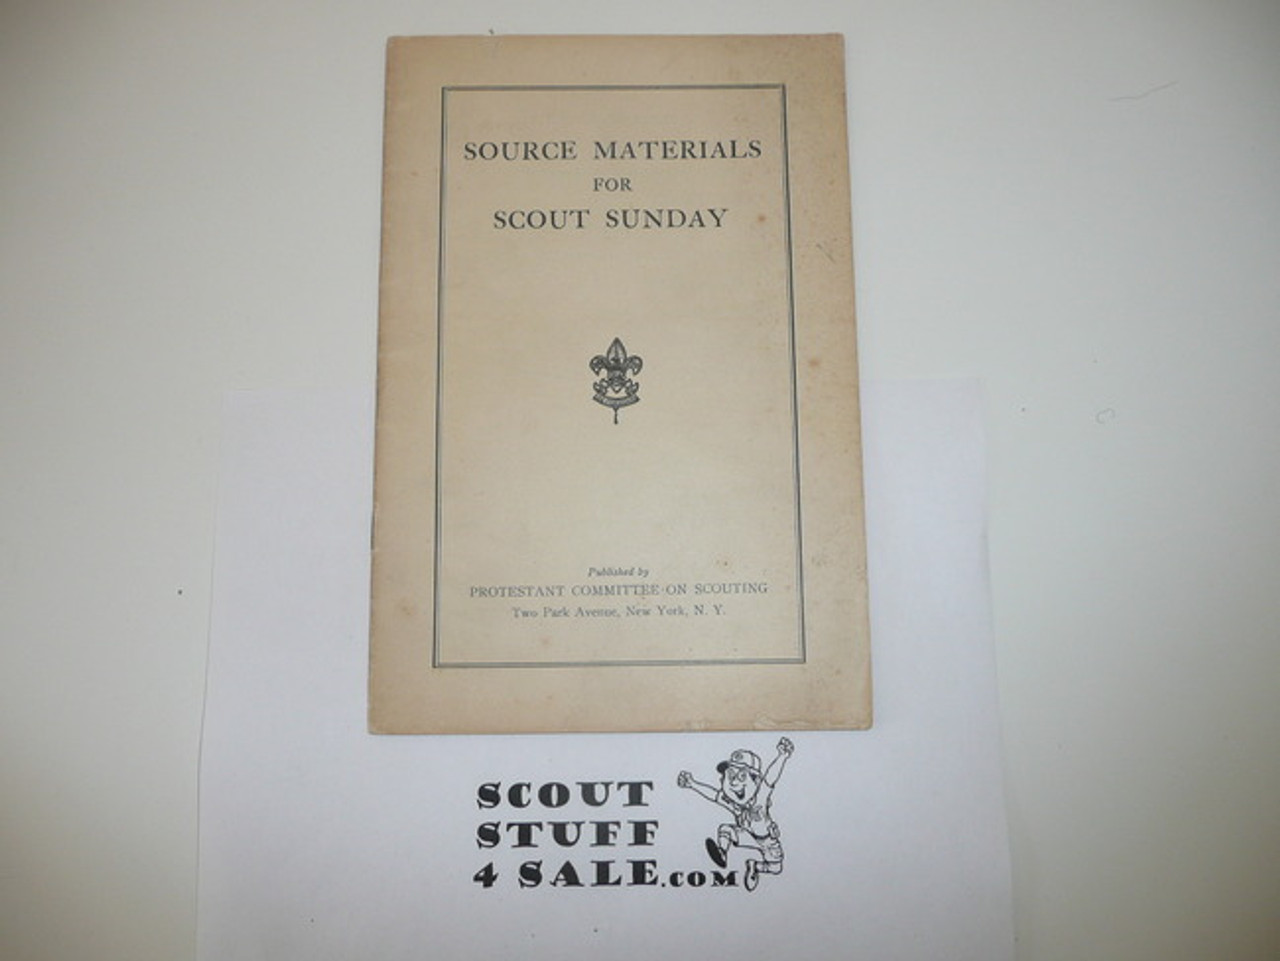 SOURCE MATERIALS
FOR
SCOUT SUNDAY
Published by
PROTESTANT COMMITTEE ON SCOUTING
Two Park Avenue, New York, N. Y.
SCOUT
STUFF
4 SALE.COM